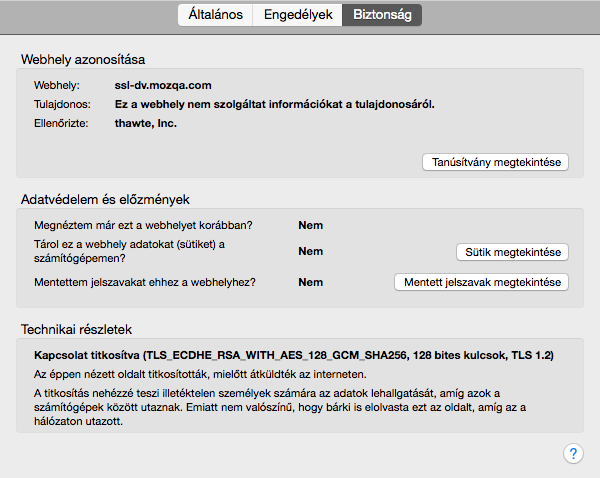 Általános Engedélyek Biztonság
Webhely azonosítása
Webhely: ssl-dv.mozqa.com
Tulajdonos: Ez a webhely nem szolgáltat információkat a tulajdonosáról.
Ellenőrizte: thawte, Inc.
Tanúsítvány megtekintése
Adatvédelem és előzmények
Megnéztem már ezt a webhelyet korábban? Nem
Tárol ez a webhely adatokat (sütiket) a
számítógépemen? Nem Sütik megtekintése
Mentettem jelszavakat ehhez a webhelyhez? Nem Mentett jelszavak megtekintése
Technikai részletek
Kapcsolat titkosítva (TLS_ECDHE_RSA_WITH_AES_128_GCM_SHA256, 128 bites kulcsok, TLS 1.2)
Az éppen nézett oldalt titkosították, mielőtt átküldték az interneten.
A titkosítás nehézzé teszi illetéktelen személyek számára az adatok lehallgatását, amíg azok a
számítógépek között utaznak. Emiatt nem valószínű, hogy bárki is elolvasta ezt az oldalt, amíg az a
hálózaton utazott.
?